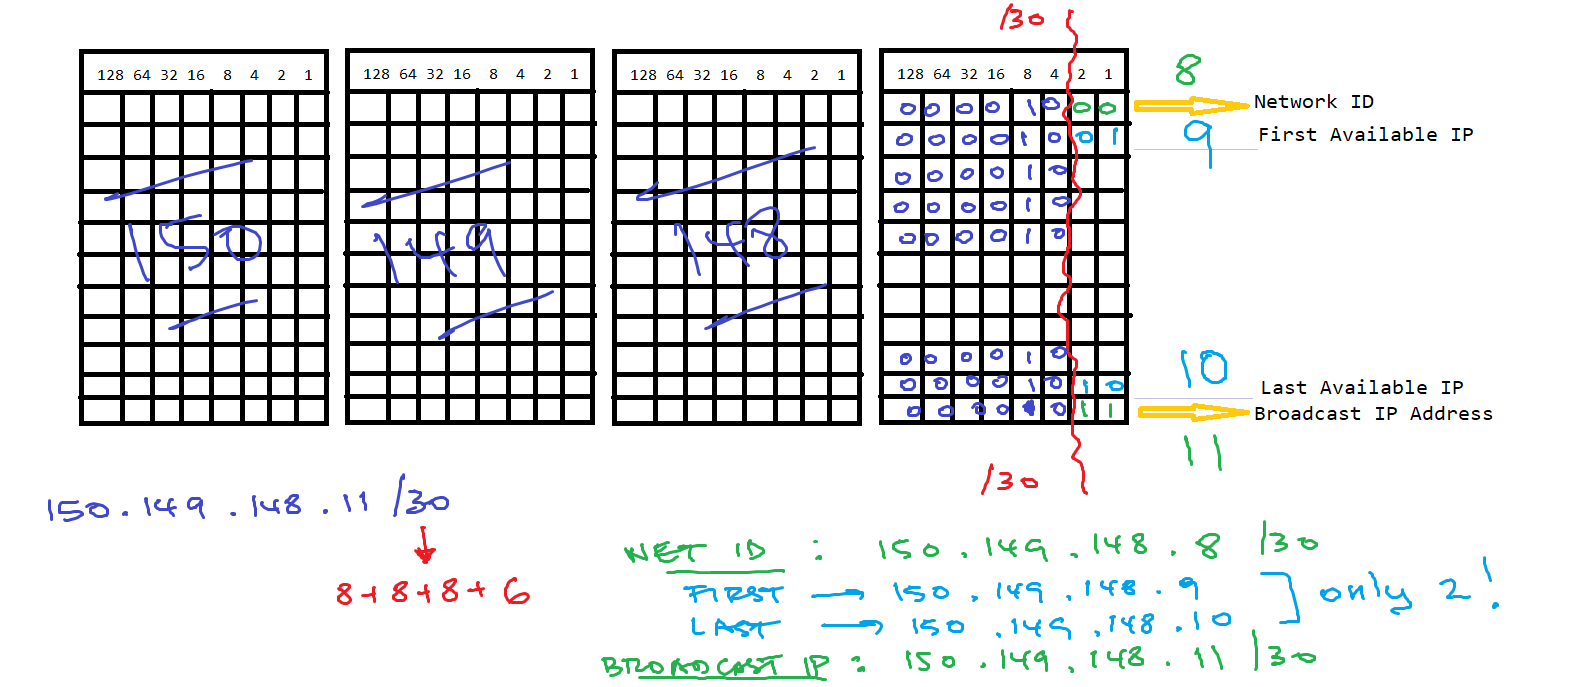 /30
128 64 32 16 8 4 2 1 128 64 32 16 8 4 2 1 128 64 32 16 8 4 2 1 128 64 32 16 8 4 2 1
8
0 0 0 0 1 0 0 0 Network ID
0 0 0 0 1 0 0 1 9 First Available IP
0 0 0 0 1 0
0 0 0 0 1 0
150 149 148 0 0 0 0 1 0
0 0 0 0 1 0 10
0 0 0 0 1 0 1 0 Last Available IP
0 0 0 0 1 0 1 1 Broadcast IP Address
11
/30
150.149.148.11 /30
8+8+8+6
NET ID : 150.149.148.8 /30
FIRST → 150.149.148.9
LAST → 150.149.148.10
only 2!
BROADCAST IP : 150.149.148.11 /30